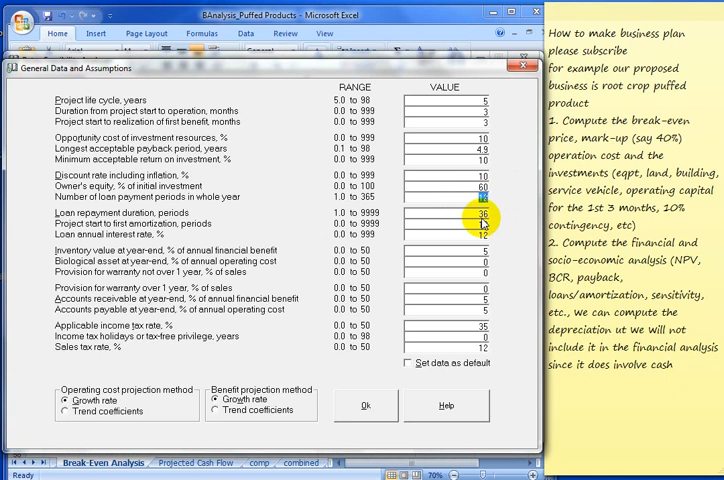 BAnalysis_Puffed Products - Microsoft Excel
Home Insert Page Layout Formulas Data Review View
General Data and Assumptions
RANGE VALUE
Project life cycle, years 5.0 to 98 5
Duration from project start to operation, months 0.0 to 999 3
Project start to realization of first benefit, months 0.0 to 999 3
Opportunity cost of investment resources, % 0.0 to 999 10
Longest acceptable payback period, years 0.1 to 98 4.9
Minimum acceptable return on investment, % 0.0 to 999 10
Discount rate including inflation, % 0.0 to 999 10
Owner's equity, % of initial investment 0.0 to 100 60
Number of loan payment periods in whole year 1.0 to 365
Loan repayment duration, periods 1.0 to 9999 36
Project start to first amortization, periods 0.0 to 9999
Loan annual interest rate, % 0.0 to 999 12
Inventory value at year-end, % of annual financial benefit 0.0 to 50 5
Biological asset at year-end, % of annual operating cost 0.0 to 50 0
Provision for warranty not over 1 year, % of sales 0.0 to 50 0
Provision for warranty over 1 year, % of sales 0.0 to 50 0
Accounts receivable at year-end, % of annual financial benefit 0.0 to 50 5
Accounts payable at year-end, % of annual operating cost 0.0 to 50 5
Applicable income tax rate, % 0.0 to 50 35
Income tax holidays or tax-free privilege, years 0.0 to 98 0
Sales tax rate, % 0.0 to 50 12
Set data as default
Operating cost projection method
Growth rate
Trend coefficients
Benefit projection method
Growth rate
Trend coefficients
Ok
Help
Break-Even Analysis Projected Cash Flow comp combined
Ready 70%
How to make business plan
please subscribe
for example our proposed
business is root crop puffed
product
1. Compute the break-even
price, mark-up (say 40%)
operation cost and the
investments (eqpt, land, building,
service vehicle, operating capital
for the 1st 3 months, 10%
contingency, etc)
2. Compute the financial and
socio-economic analysis (NPV,
BCR, payback,
loans/amortization, sensitivity,
etc., we can compute the
depreciation ut we will not
include it in the financial analysis
since it does involve cash